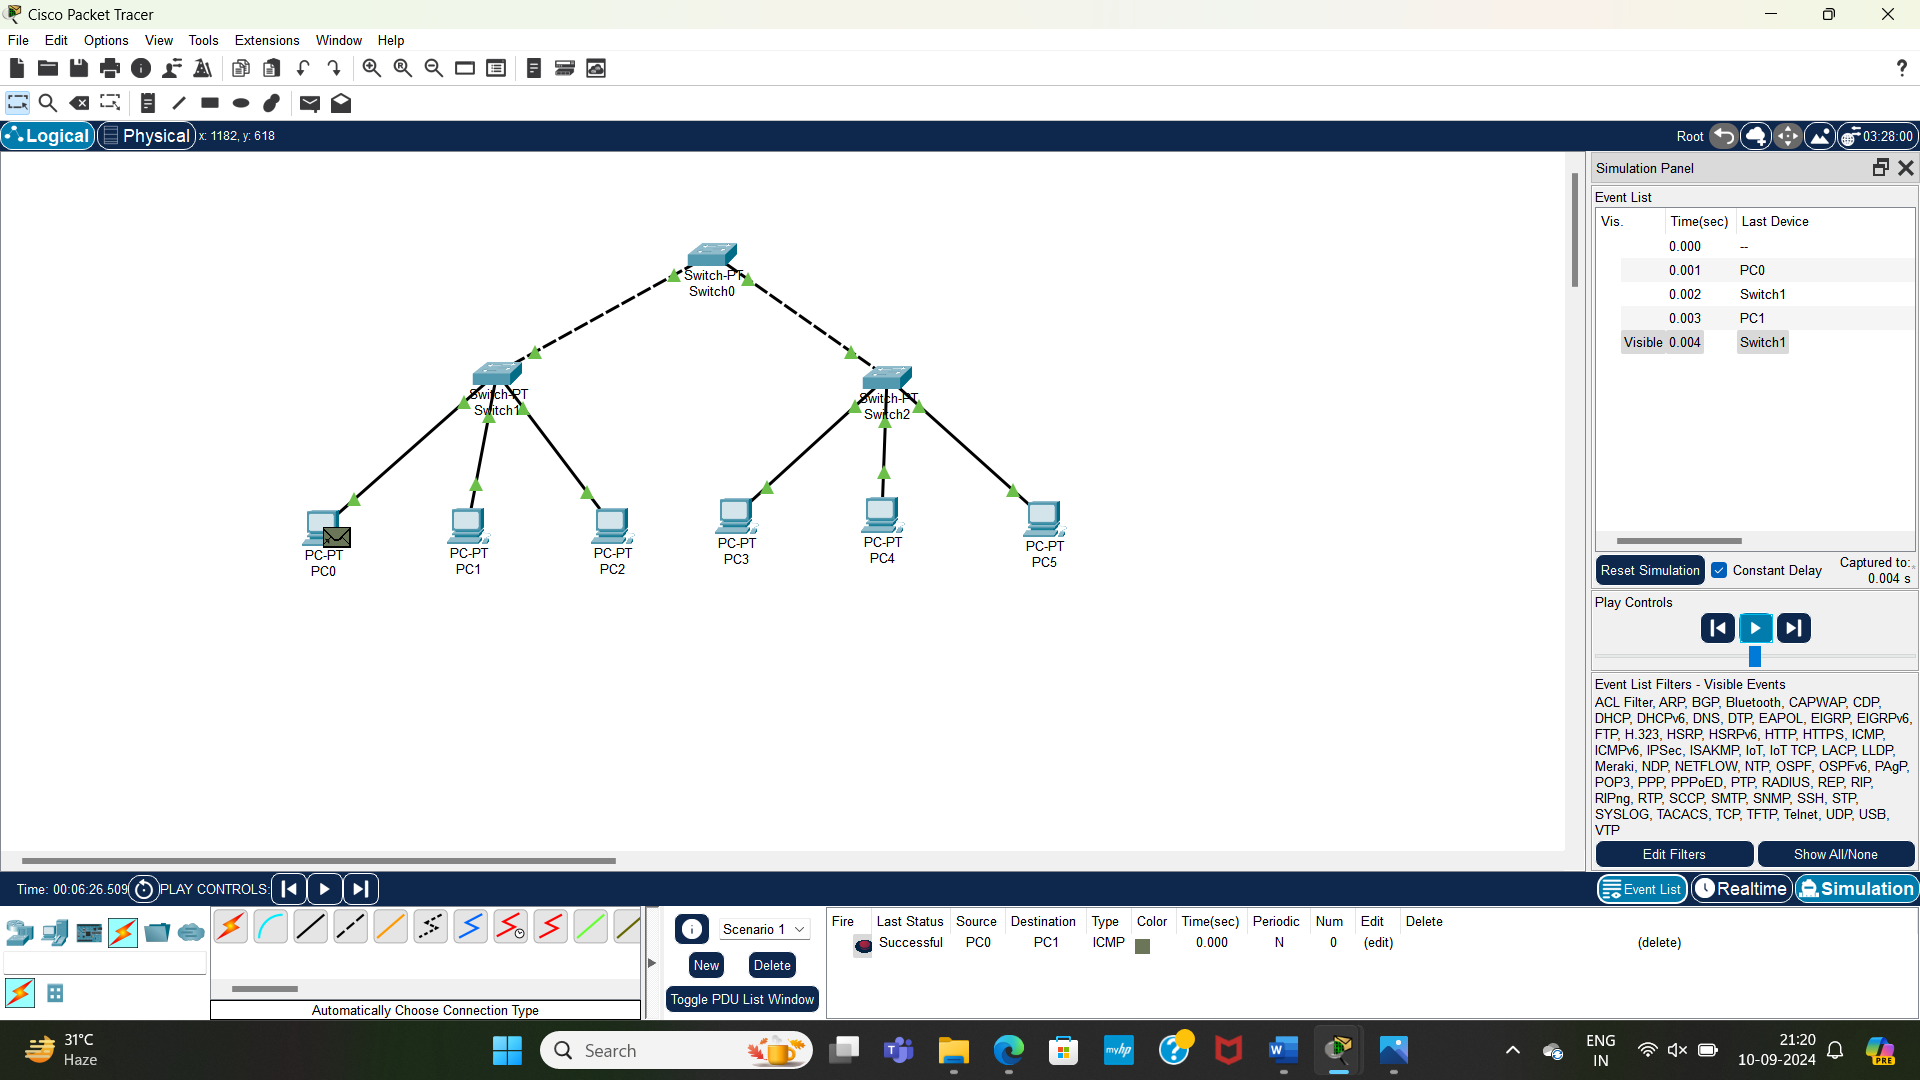 Cisco Packet Tracer
File Edit Options View Tools Extensions Window Help
?
Logical Physical x: 1182, y: 618 Root 03:28:00
Simulation Panel
Event List
Vis. Time(sec) Last Device
0.000 --
0.001 PC0
0.002 Switch1
0.003 PC1
Visible 0.004 Switch1
Switch-PT
Switch0
Switch-PT
Switch1
Switch-PT
Switch2
PC-PT
PC0
PC-PT
PC1
PC-PT
PC2
PC-PT
PC3
PC-PT
PC4
PC-PT
PC5
Reset Simulation Constant Delay Captured to:
0.004 s
Play Controls
Event List Filters - Visible Events
ACL Filter, ARP, BGP, Bluetooth, CAPWAP, CDP,
DHCP, DHCPv6, DNS, DTP, EAPOL, EIGRP, EIGRPv6,
FTP, H.323, HSRP, HSRPv6, HTTP, HTTPS, ICMP,
ICMPv6, IPSec, ISAKMP, IoT, IoT TCP, LACP, LLDP,
Meraki, NDP, NETFLOW, NTP, OSPF, OSPFv6, PAgP,
POP3, PPP, PPPoED, PTP, RADIUS, REP, RIP,
RIPng, RTP, SCCP, SMTP, SNMP, SSH, STP,
SYSLOG, TACACS, TCP, TFTP, Telnet, UDP, USB,
VTP
Edit Filters Show All/None
Time: 00:06:26.509 PLAY CONTROLS: Event List Realtime Simulation
Automatically Choose Connection Type
Scenario 1
New Delete
Toggle PDU List Window
Fire Last Status Source Destination Type Color Time(sec) Periodic Num Edit Delete
Successful PC0 PC1 ICMP 0.000 N 0 (edit) (delete)
31°C
Haze
Search
myhp
ENG
IN
21:20
10-09-2024
PRE